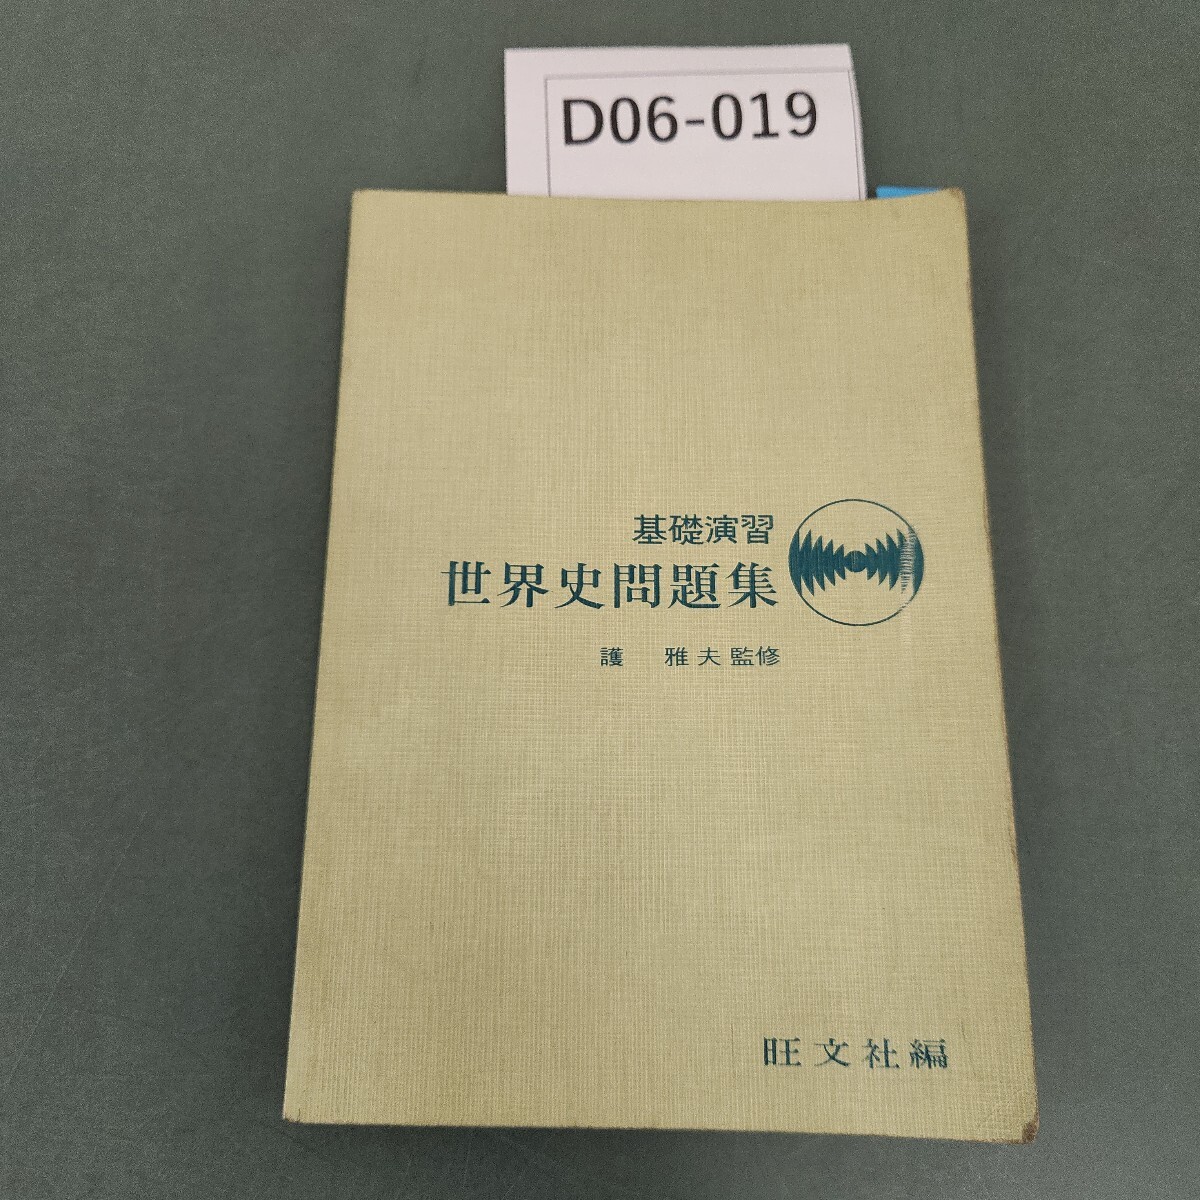 D06-019
基礎演習
世界史問題集
護 雅夫 監修
旺文社編